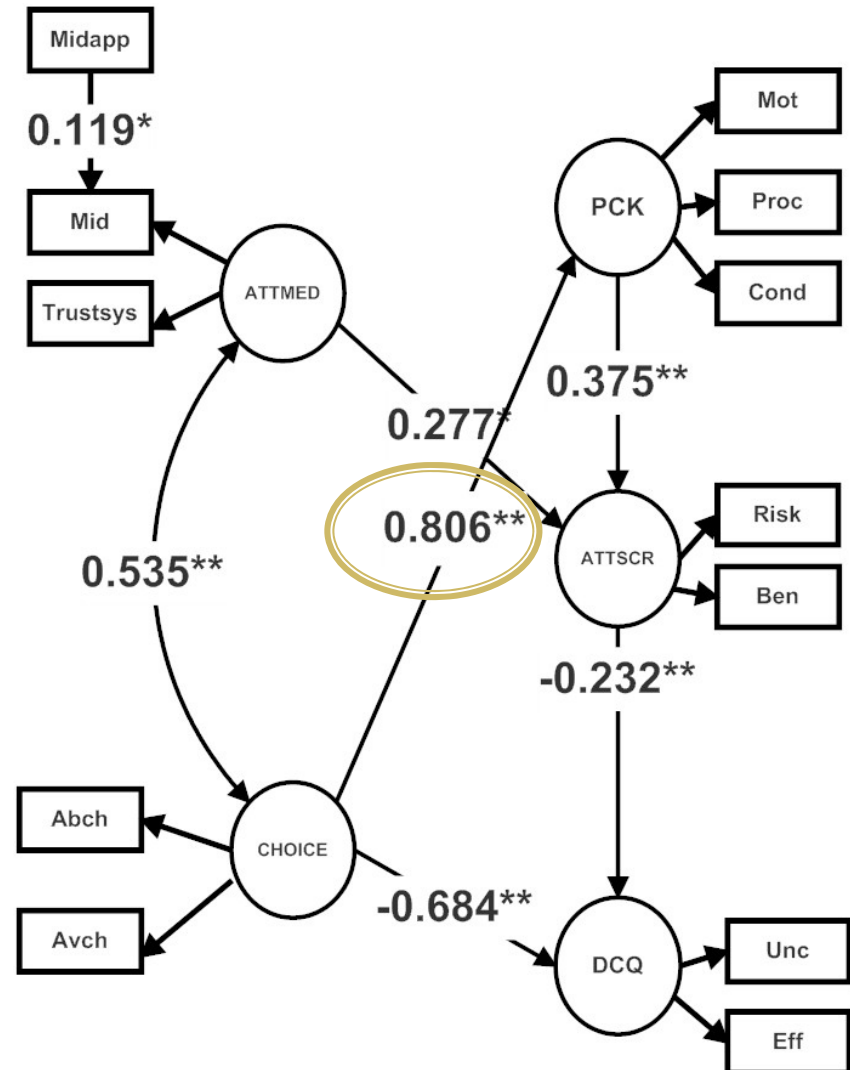 Midapp
0.119*
Mid
Trustsys
ATTMED
Mot
PCK
Proc
Cond
0.375**
0.277*
0.806**
0.535**
Risk
ATTSCR
Ben
-0.232**
Abch
CHOICE
Avch
-0.684**
DCQ
Unc
Eff